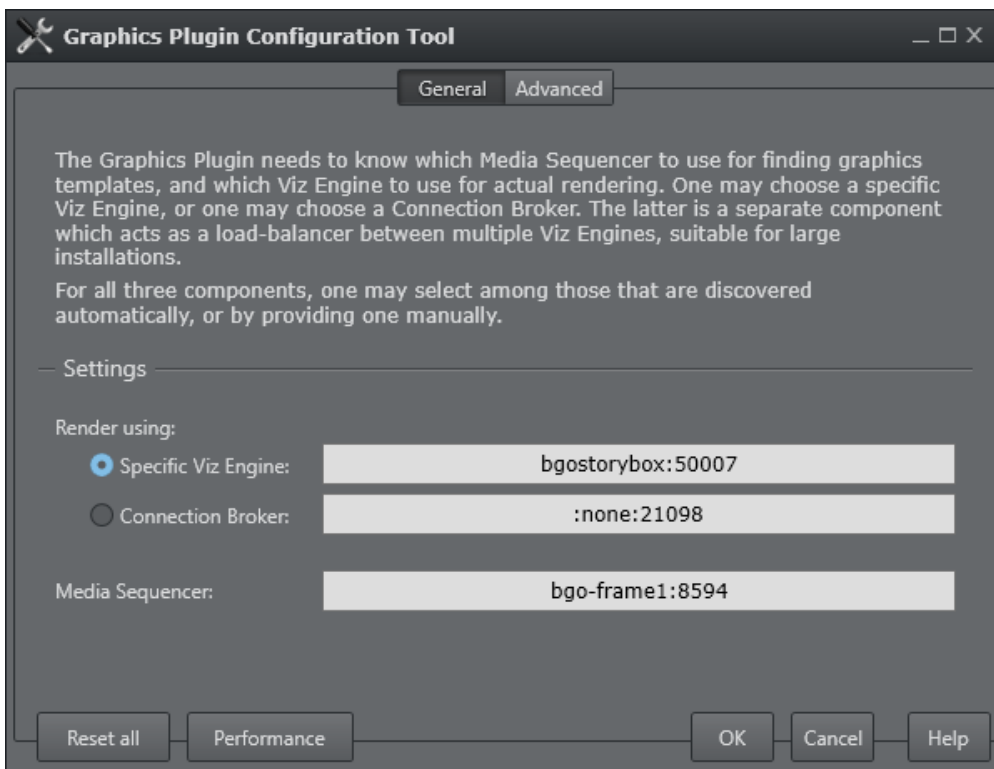 Graphics Plugin Configuration Tool
General
Advanced
The Graphics Plugin needs to know which Media Sequencer to use for finding graphics
templates, and which Viz Engine to use for actual rendering. One may choose a specific
Viz Engine, or one may choose a Connection Broker. The latter is a separate component
which acts as a load-balancer between multiple Viz Engines, suitable for large
installations.
For all three components, one may select among those that are discovered
automatically, or by providing one manually.
Settings
Render using:
Specific Viz Engine: bgostorybox:50007
Connection Broker: :none:21098
Media Sequencer: bgo-frame1:8594
Reset all
Performance
OK
Cancel
Help